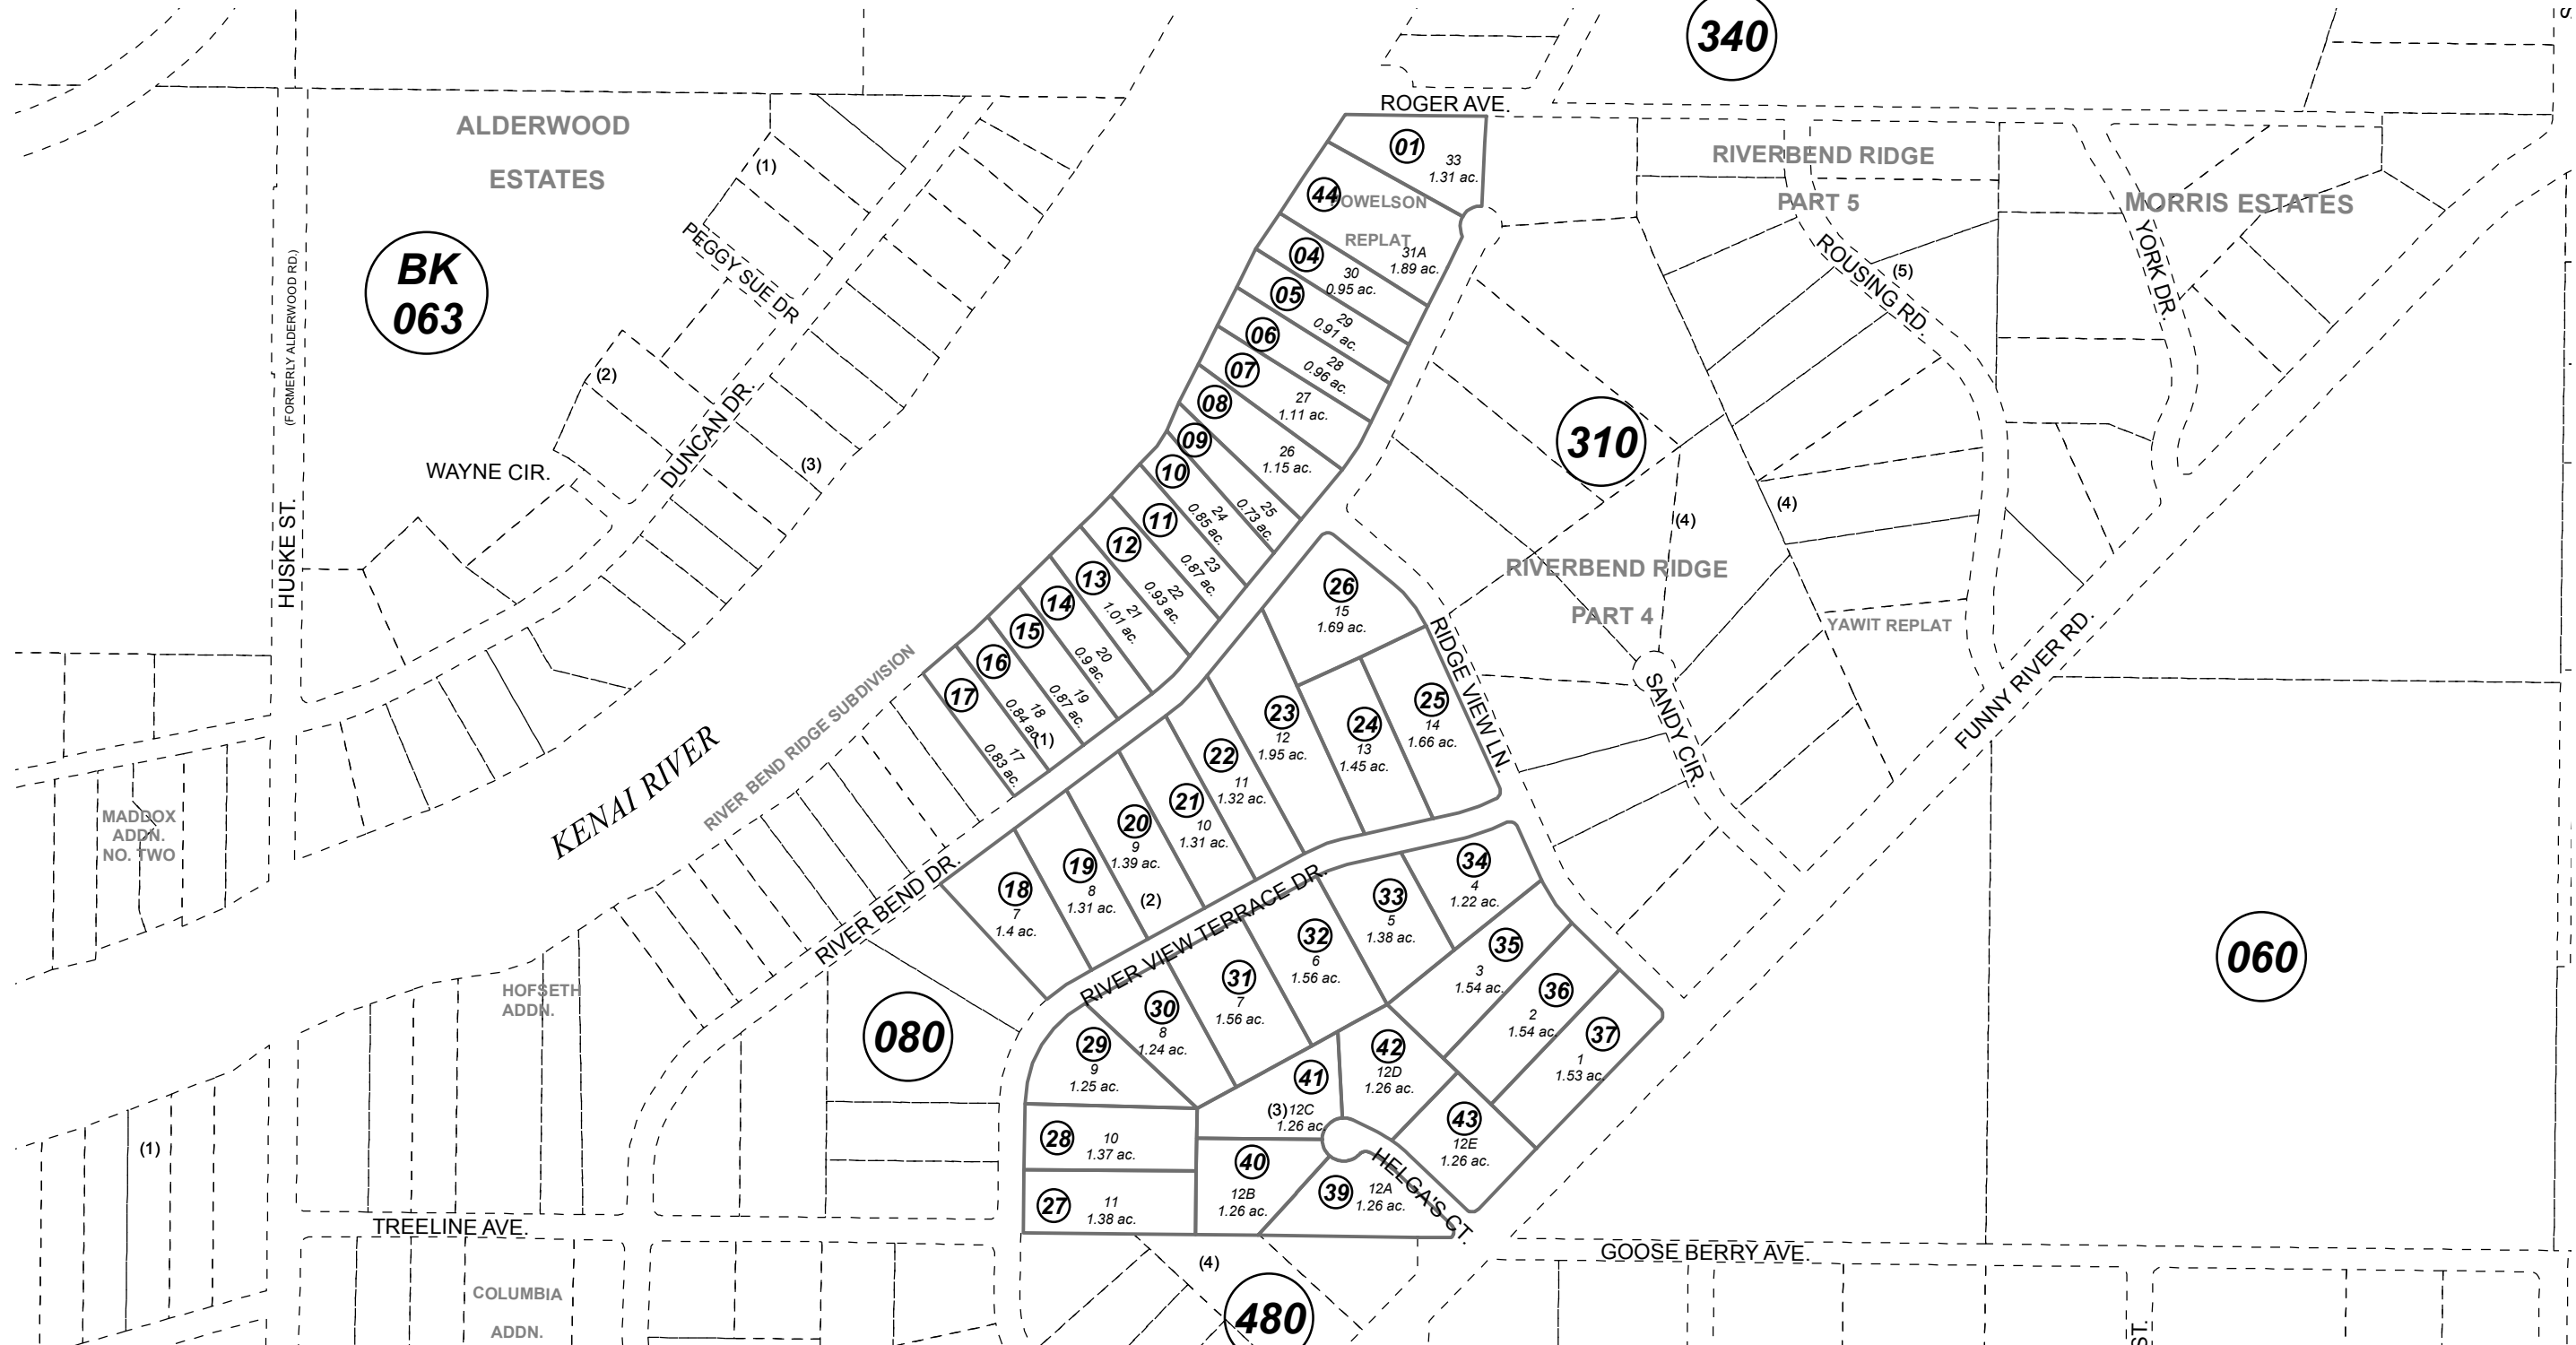 340
ROGER AVE.
ALDERWOOD
ESTATES
(1)
01
33
1.31 ac.
RIVERBEND RIDGE
PART 5
MORRIS ESTATES
44
OWELSON
REPLAT
31A
1.89 ac.
PEGGY SUE DR
BK
063
(FORMERLY ALDERWOOD RD.)
04
30
0.95 ac.
ROUSING RD.
(5)
YORK DR.
05
29
0.91 ac.
06
28
0.96 ac.
07
27
1.11 ac.
(2)
DUNCAN DR.
08
26
1.15 ac.
310
09
25
0.73 ac.
WAYNE CIR.
(3)
10
24
0.85 ac.
HUSKE ST.
11
23
0.87 ac.
(4)
(4)
12
22
0.93 ac.
RIVERBEND RIDGE
PART 4
13
21
1.01 ac.
26
15
1.69 ac.
14
20
0.9 ac.
YAWIT REPLAT
15
19
0.87 ac.
RIDGE VIEW LN.
16
18
0.84 ac.
(1)
SANDY CIR.
FUNNY RIVER RD.
17
17
0.83 ac.
RIVER BEND RIDGE SUBDIVISION
KENAI RIVER
23
12
1.95 ac.
24
13
1.45 ac.
25
14
1.66 ac.
22
11
1.32 ac.
21
10
1.31 ac.
20
9
1.39 ac.
MADDOX
ADDN.
NO. TWO
19
8
1.31 ac.
18
7
1.4 ac.
(2)
RIVER BEND DR.
RIVER VIEW TERRACE DR.
34
4
1.22 ac.
33
5
1.38 ac.
32
6
1.56 ac.
35
3
1.54 ac.
060
31
7
1.56 ac.
36
2
1.54 ac.
HOFSETH
ADDN.
30
8
1.24 ac.
080
37
1
1.53 ac.
29
9
1.25 ac.
42
12D
1.26 ac.
41
(3)
12C
1.26 ac.
43
12E
1.26 ac.
28
10
1.37 ac.
(1)
40
12B
1.26 ac.
HELGA'S CT.
39
12A
1.26 ac.
27
11
1.38 ac.
TREELINE AVE.
GOOSE BERRY AVE.
(4)
COLUMBIA
ADDN.
480
ST.